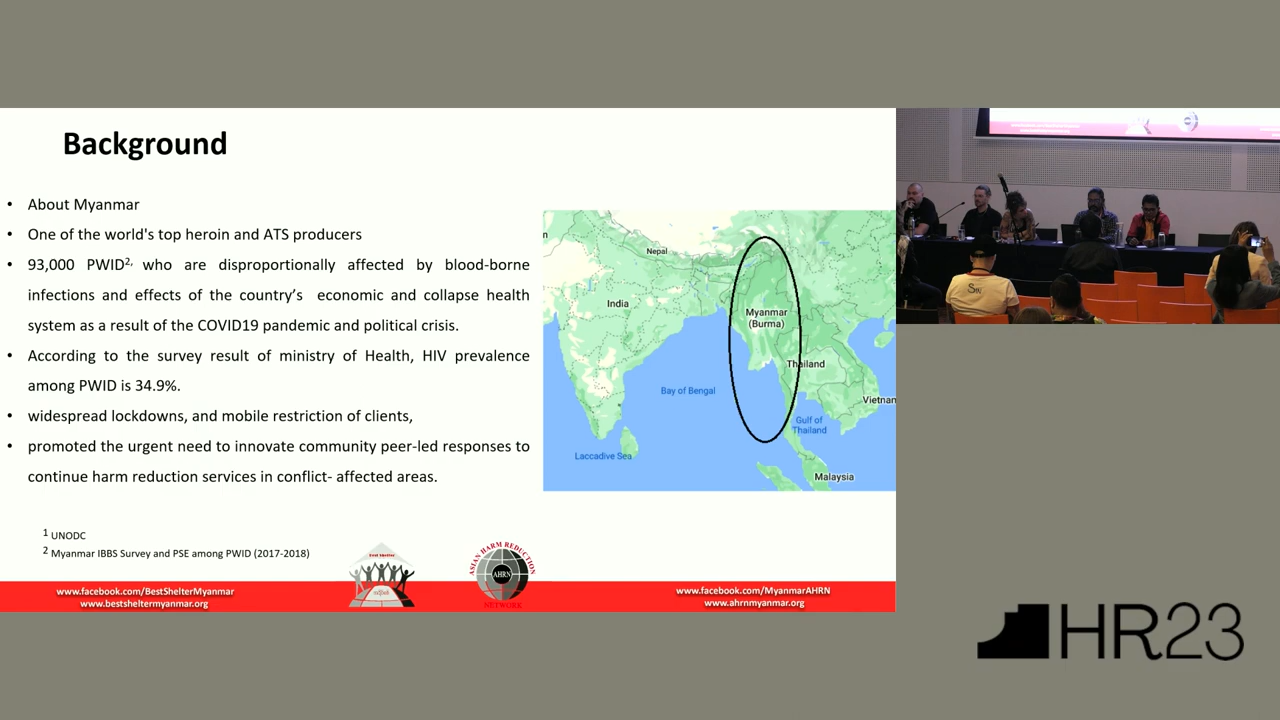 Background
• About Myanmar
• One of the world's top heroin and ATS producers
• 93,000 PWID2, who are disproportionally affected by blood-borne
infections and effects of the country's economic and collapse health
system as a result of the COVID19 pandemic and political crisis.
• According to the survey result of ministry of Health, HIV prevalence
among PWID is 34.9%.
• widespread lockdowns, and mobile restriction of clients,
• promoted the urgent need to innovate community peer-led responses to
continue harm reduction services in conflict- affected areas.
n
Nepal
India
Myanmar
(Burma)
Thailand
Bay of Bengal
Vietnam
Gulf of
Thailand
Laccadive Sea
Malaysia
1 UNODC
2 Myanmar IBBS Survey and PSE among PWID (2017-2018)
Best Shelter
ASIAN HARM REDUCTION
AHRN
NETWORK
www.facebook.com/BestShelterMyanmar
www.bestsheltermyanmar.org
www.facebook.com/MyanmarAHRN
www.ahrnmyanmar.org
HR23